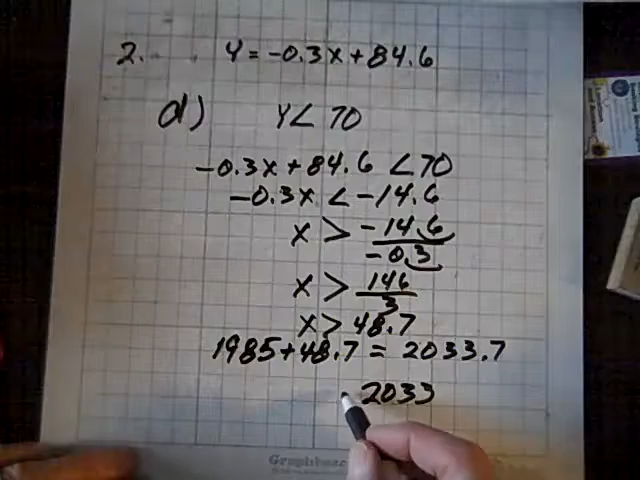 2. Y = -0.3x + 84.6
d) Y < 70
-0.3x + 84.6 < 70
-0.3x < -14.6
x > -14.6 / -0.3
x > 146 / 3
x > 48.7
1985 + 48.7 = 2033.7
2033